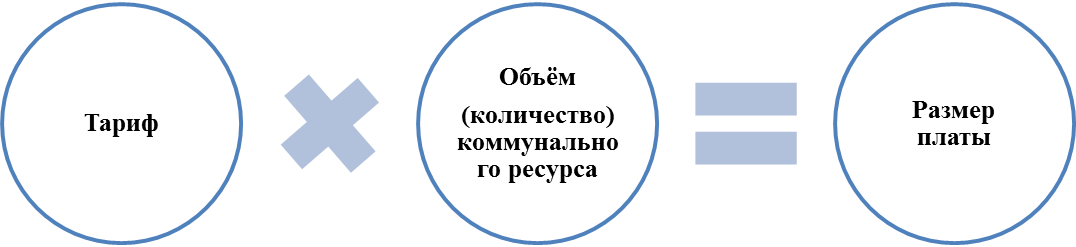 Тариф
Объём
(количество)
коммунально
го ресурса
Размер
платы